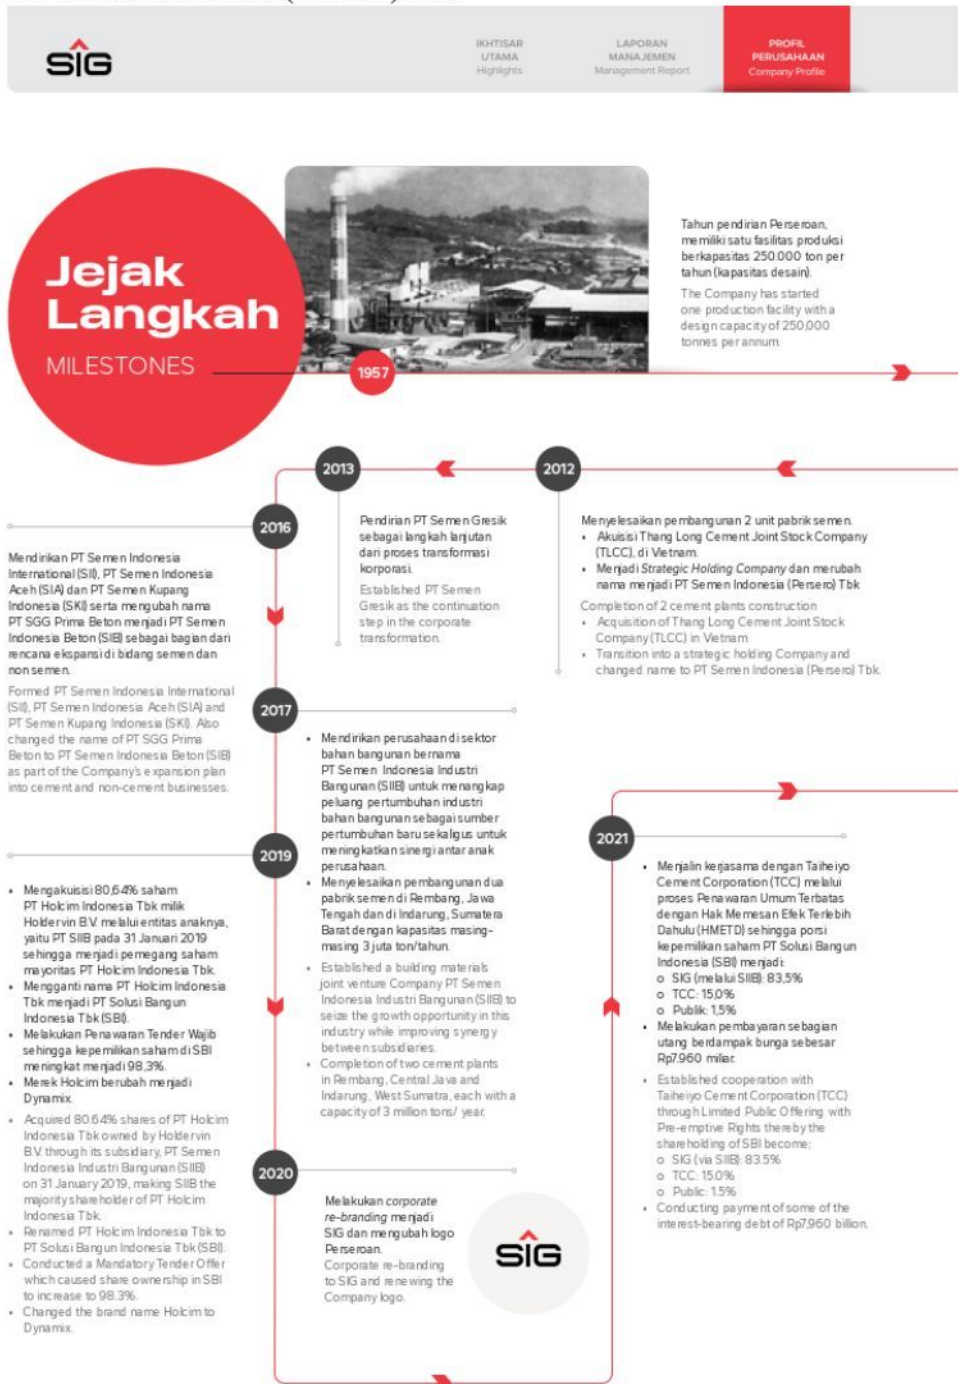 SIG
IKHTISAR
UTAMA
Highlights
LAPORAN
MANAJEMEN
Management Report
PROFIL
PERUSAHAAN
Company Profile
Jejak
Langkah
MILESTONES
1957
Tahun pendirian Perseroan,
memiliki satu fasilitas produksi
berkapasitas 250.000 ton per
tahun (kapasitas desain).
The Company has started
one production facility with a
design capacity of 250,000
tonnes per annum.
2013
Pendirian PT Semen Gresik
sebagai langkah lanjutan
dari proses transformasi
korporasi.
Established PT Semen
Gresik as the continuation
step in the corporate
transformation.
2012
Menyelesaikan pembangunan 2 unit pabrik semen.
• Akuisisi Thang Long Cement Joint Stock Company
(TLCC), di Vietnam.
• Menjadi Strategic Holding Company dan merubah
nama menjadi PT Semen Indonesia (Persero) Tbk
Completion of 2 cement plants construction
• Acquisition of Thang Long Cement Joint Stock
Company (TLCC) in Vietnam
• Transition into a strategic holding Company and
changed name to PT Semen Indonesia (Persero) Tbk.
2016
Mendirikan PT Semen Indonesia
International (SII), PT Semen Indonesia
Aceh (SIA) dan PT Semen Kupang
Indonesia (SKI) serta mengubah nama
PT SGG Prima Beton menjadi PT Semen
Indonesia Beton (SIB) sebagai bagian dari
rencana ekspansi di bidang semen dan
non semen.
Formed PT Semen Indonesia International
(SII), PT Semen Indonesia Aceh (SIA) and
PT Semen Kupang Indonesia (SKI). Also
changed the name of PT SGG Prima
Beton to PT Semen Indonesia Beton (SIB)
as part of the Company's expansion plan
into cement and non-cement businesses.
2017
• Mendirikan perusahaan di sektor
bahan bangunan bernama
PT Semen Indonesia Industri
Bangunan (SIIB) untuk menangkap
peluang pertumbuhan industri
bahan bangunan sebagai sumber
pertumbuhan baru sekaligus untuk
meningkatkan sinergi antar anak
perusahaan.
• Menyelesaikan pembangunan dua
pabrik semen di Rembang, Jawa
Tengah dan di Indarung, Sumatera
Barat dengan kapasitas masing-
masing 3 juta ton/tahun.
• Established a building materials
joint venture Company PT Semen
Indonesia Industri Bangunan (SIIB) to
seize the growth opportunity in this
industry while improving synergy
between subsidiaries.
• Completion of two cement plants
in Rembang, Central Java and
Indarung, West Sumatra, each with a
capacity of 3 million tons/ year.
2019
• Mengakuisisi 80,64% saham
PT Holcim Indonesia Tbk milik
Holdervin B.V. melalui entitas anaknya,
yaitu PT SIIB pada 31 Januari 2019
sehingga menjadi pemegang saham
mayoritas PT Holcim Indonesia Tbk.
• Mengganti nama PT Holcim Indonesia
Tbk menjadi PT Solusi Bangun
Indonesia Tbk (SBI).
• Melakukan Penawaran Tender Wajib
sehingga kepemilikan saham di SBI
meningkat menjadi 98,3%.
• Merek Holcim berubah menjadi
Dynamix.
• Acquired 80.64% shares of PT Holcim
Indonesia Tbk owned by Holdervin
B.V. through its subsidiary, PT Semen
Indonesia Industri Bangunan (SIIB)
on 31 January 2019, making SIIB the
majority shareholder of PT Holcim
Indonesia Tbk.
• Renamed PT Holcim Indonesia Tbk to
PT Solusi Bangun Indonesia Tbk (SBI).
• Conducted a Mandatory Tender Offer
which caused share ownership in SBI
to increase to 98.3%.
• Changed the brand name Holcim to
Dynamix.
2020
Melakukan corporate
re-branding menjadi
SIG dan mengubah logo
Perseroan.
Corporate re-branding
to SIG and renewing the
Company logo.
SIG
2021
• Menjalin kerjasama dengan Taiheiyo
Cement Corporation (TCC) melalui
proses Penawaran Umum Terbatas
dengan Hak Memesan Efek Terlebih
Dahulu (HMETD) sehingga porsi
kepemilikan saham PT Solusi Bangun
Indonesia (SBI) menjadi:
o SIG (melalui SIIB): 83,5%
o TCC: 15,0%
o Publik: 1,5%
• Melakukan pembayaran sebagian
utang berdampak bunga sebesar
Rp7.960 miliar.
• Established cooperation with
Taiheiyo Cement Corporation (TCC)
through Limited Public Offering with
Pre-emptive Rights thereby the
shareholding of SBI become:
o SIG (via SIIB): 83.5%
o TCC: 15.0%
o Public: 1.5%
• Conducting payment of some of the
interest-bearing debt of Rp7,960 billion.